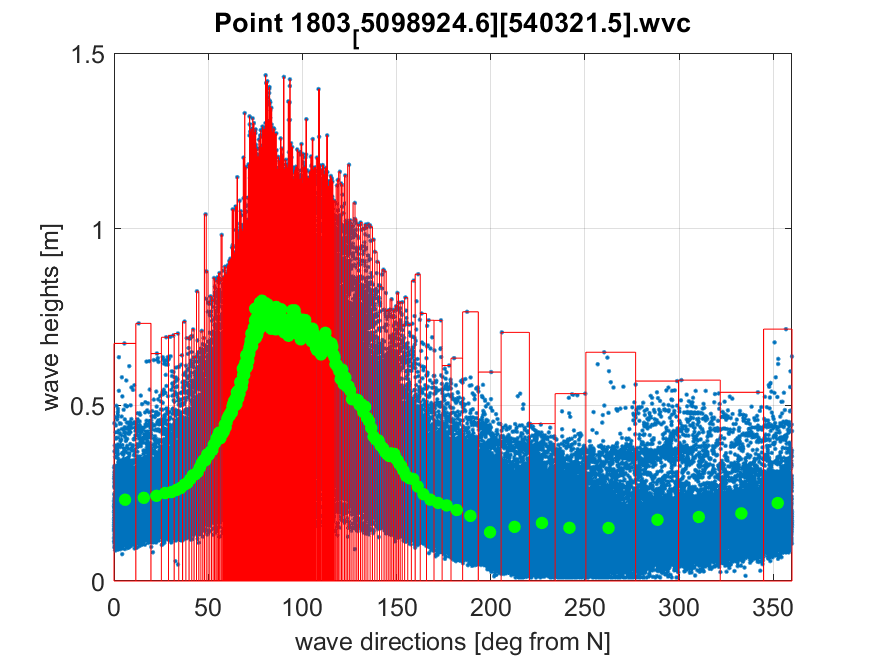 Point 1803[5098924.6][540321.5].wvc
1.5
1
0.5
0
wave heights [m]
0 50 100 150 200 250 300 350
wave directions [deg from N]